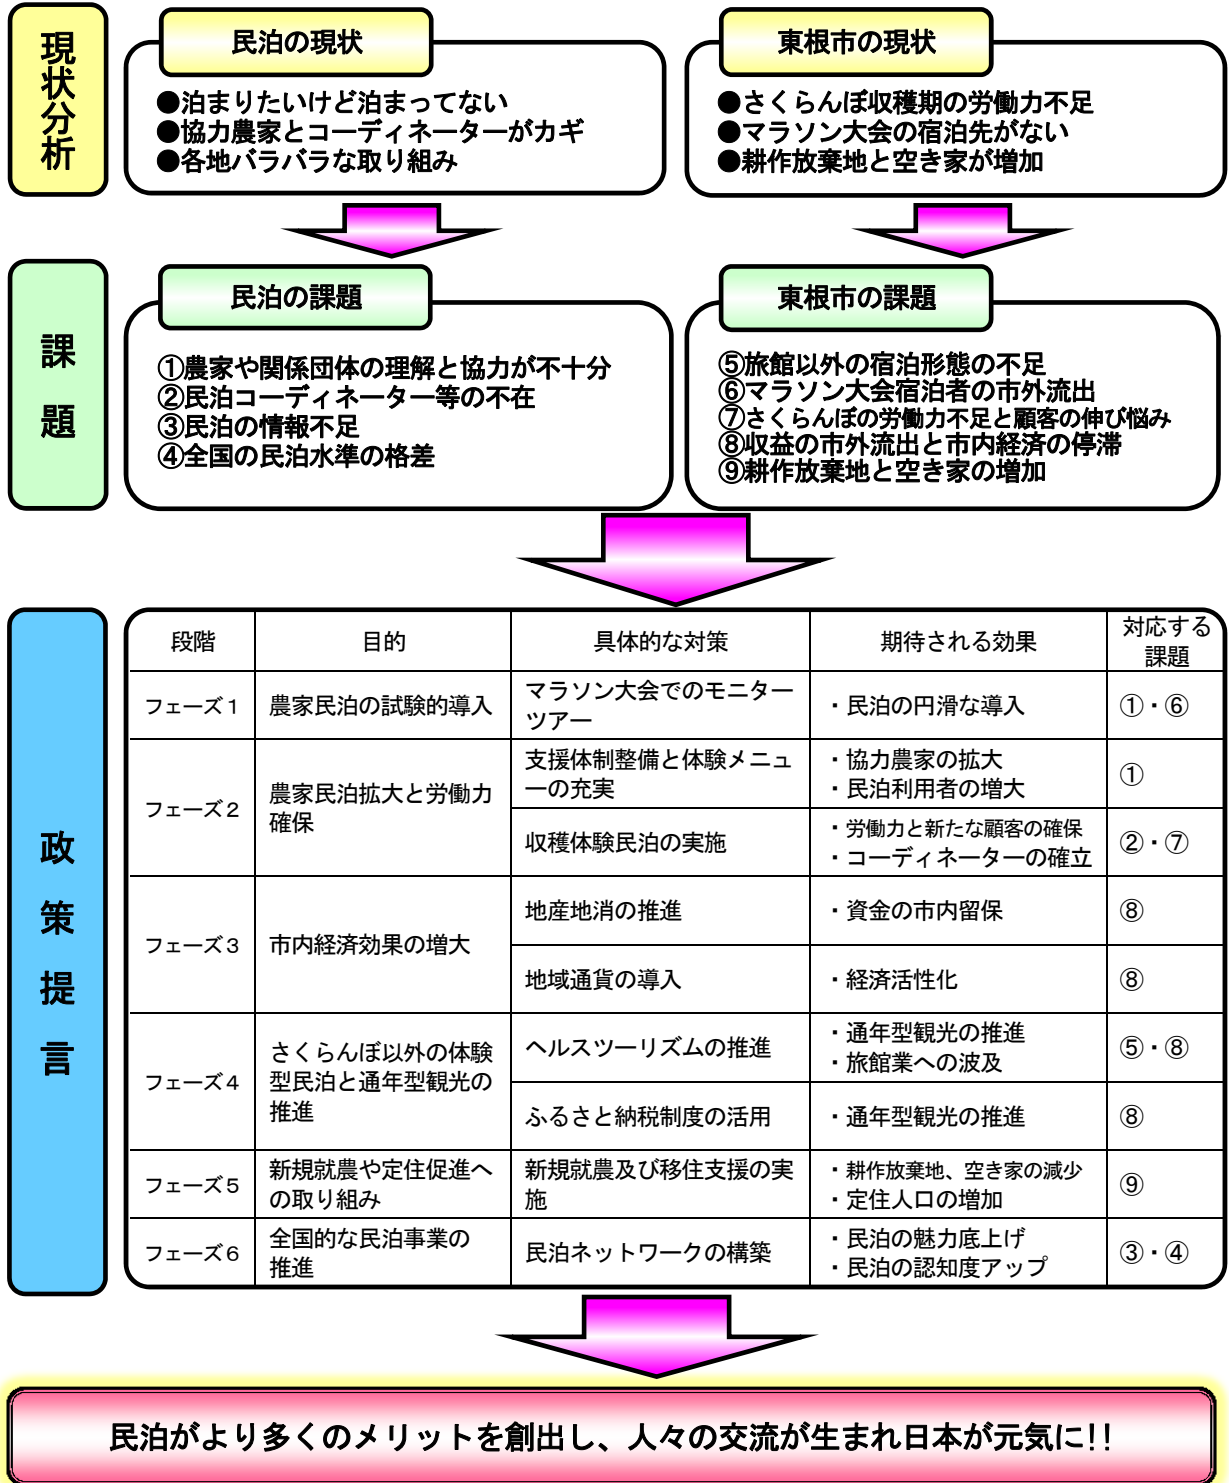 現状分析
民泊の現状
●泊まりたいけど泊まってない
●協力農家とコーディネーターがカギ
●各地バラバラな取り組み
東根市の現状
●さくらんぼ収穫期の労働力不足
●マラソン大会の宿泊先がない
●耕作放棄地と空き家が増加
課題
民泊の課題
①農家や関係団体の理解と協力が不十分
②民泊コーディネーター等の不在
③民泊の情報不足
④全国の民泊水準の格差
東根市の課題
⑤旅館以外の宿泊形態の不足
⑥マラソン大会宿泊者の市外流出
⑦さくらんぼの労働力不足と顧客の伸び悩み
⑧収益の市外流出と市内経済の停滞
⑨耕作放棄地と空き家の増加
政策提言
段階
目的
具体的な対策
期待される効果
対応する
課題
フェーズ1
農家民泊の試験的導入
マラソン大会でのモニター
ツアー
・民泊の円滑な導入
①・⑥
フェーズ2
農家民泊拡大と労働力
確保
支援体制整備と体験メニュ
ーの充実
・協力農家の拡大
・民泊利用者の増大
①
収穫体験民泊の実施
・労働力と新たな顧客の確保
・コーディネーターの確立
②・⑦
フェーズ3
市内経済効果の増大
地産地消の推進
・資金の市内留保
⑧
地域通貨の導入
・経済活性化
⑧
フェーズ4
さくらんぼ以外の体験
型民泊と通年型観光の
推進
ヘルスツーリズムの推進
・通年型観光の推進
・旅館業への波及
⑤・⑧
ふるさと納税制度の活用
・通年型観光の推進
⑧
フェーズ5
新規就農や定住促進へ
の取り組み
新規就農及び移住支援の実
施
・耕作放棄地、空き家の減少
・定住人口の増加
⑨
フェーズ6
全国的な民泊事業の
推進
民泊ネットワークの構築
・民泊の魅力底上げ
・民泊の認知度アップ
③・④
民泊がより多くのメリットを創出し、人々の交流が生まれ日本が元気に!!